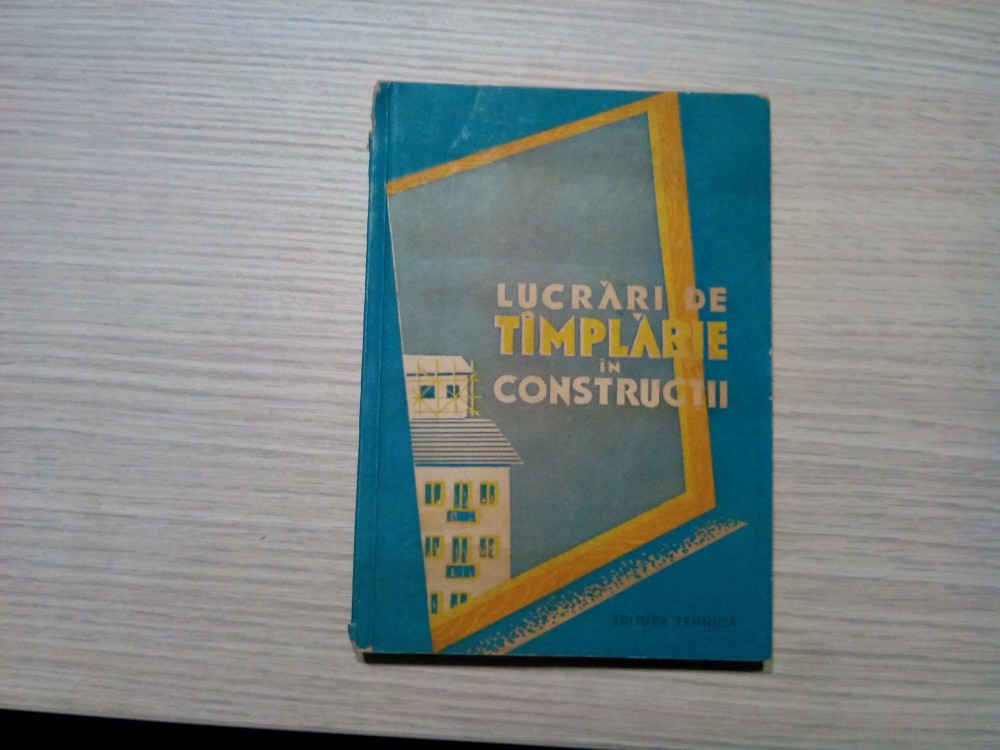 LUCRĂRI DE
TÎMPLĂRIE
ÎN
CONSTRUCȚII
EDITURA TEHNICĂ